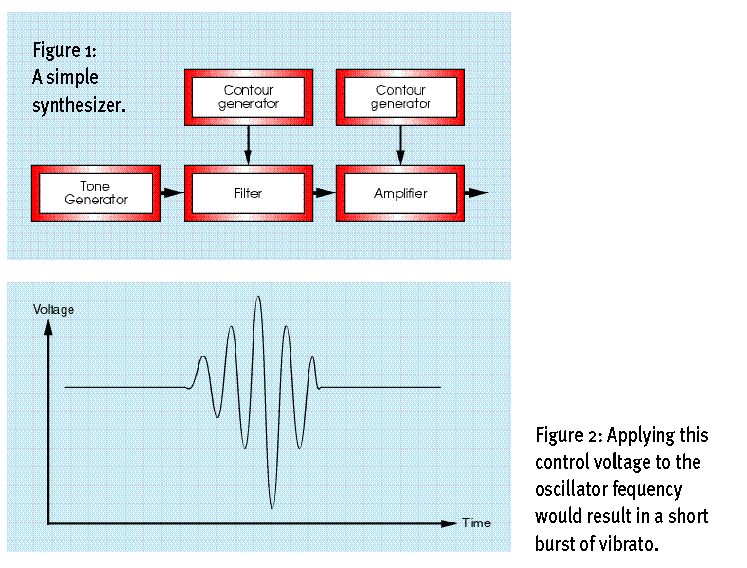 Figure 1:
A simple
synthesizer.
Contour
generator
Contour
generator
Tone
Generator
Filter
Amplifier
Voltage
Time
Figure 2: Applying this
control voltage to the
oscillator fequency
would result in a short
burst of vibrato.